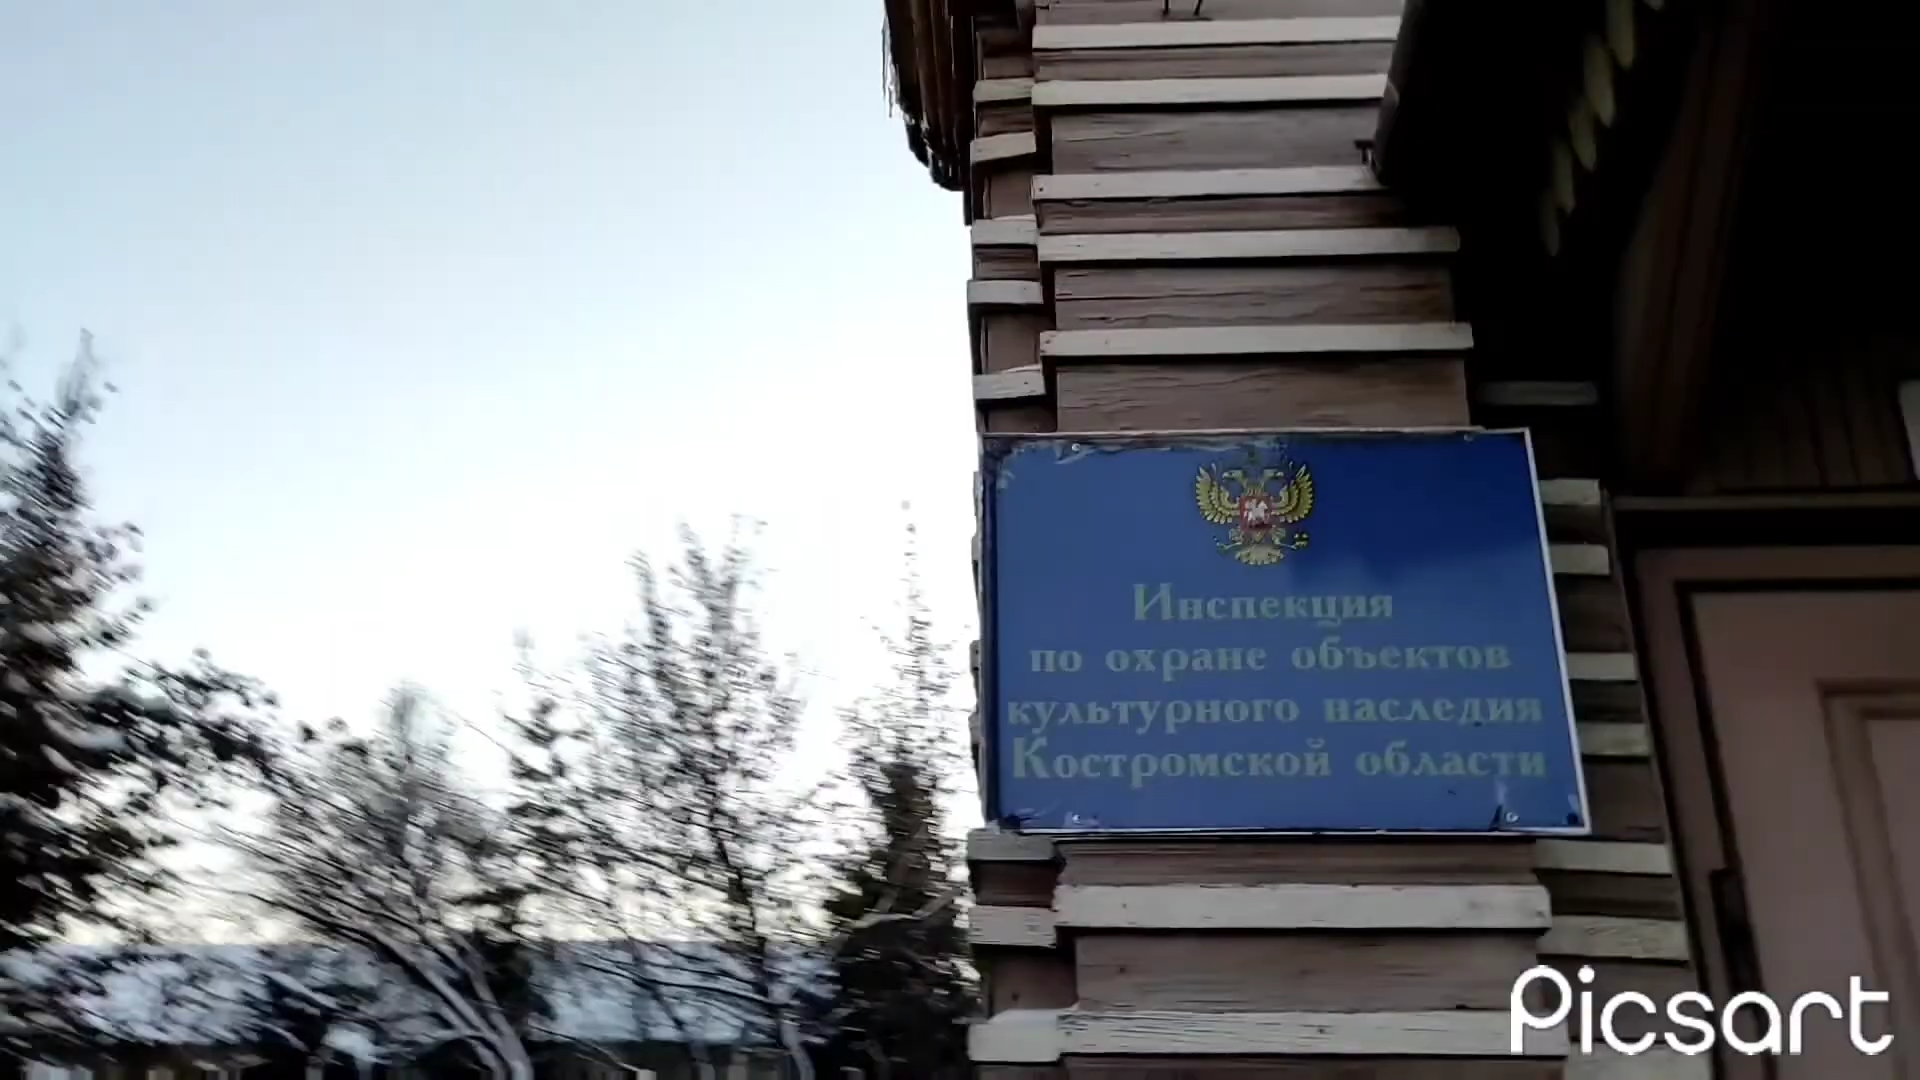 Инспекция
по охране объектов
культурного наследия
Костромской области
Picsart